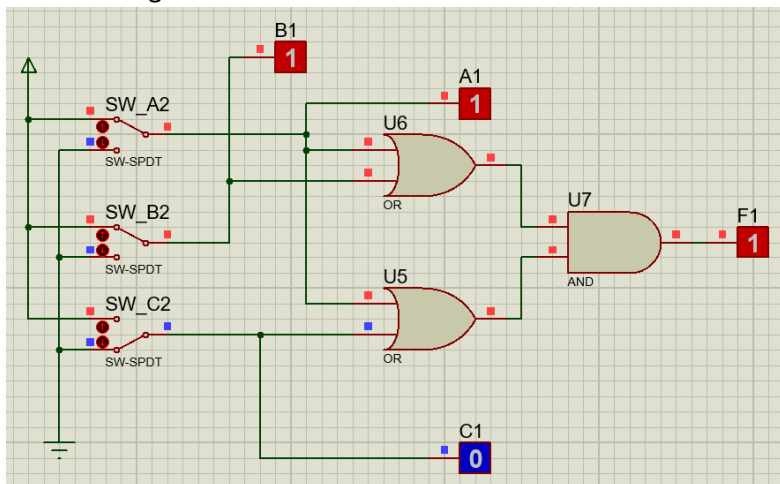 B1
1
A1
1
SW_A2
SW-SPDT
U6
OR
SW_B2
SW-SPDT
U7
AND
F1
1
SW_C2
SW-SPDT
U5
OR
C1
0